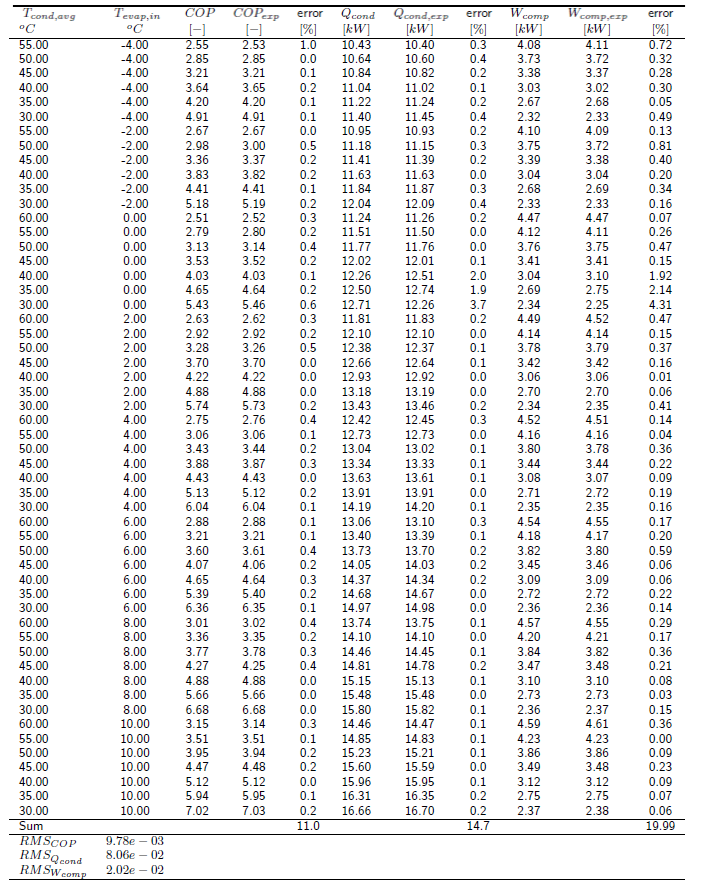 T_cond,avg T_evap,in COP COP_exp error Q_cond Q_cond,exp error W_comp W_comp,exp error
°C °C [−] [−] [%] [kW] [kW] [%] [kW] [kW] [%]
55.00 -4.00 2.55 2.53 1.0 10.43 10.40 0.3 4.08 4.11 0.72
50.00 -4.00 2.85 2.85 0.0 10.64 10.60 0.4 3.73 3.72 0.32
45.00 -4.00 3.21 3.21 0.1 10.84 10.82 0.2 3.38 3.37 0.28
40.00 -4.00 3.64 3.65 0.2 11.04 11.02 0.1 3.03 3.02 0.30
35.00 -4.00 4.20 4.20 0.1 11.22 11.24 0.2 2.67 2.68 0.05
30.00 -4.00 4.91 4.91 0.1 11.40 11.45 0.4 2.32 2.33 0.49
55.00 -2.00 2.67 2.67 0.0 10.95 10.93 0.2 4.10 4.09 0.13
50.00 -2.00 2.98 3.00 0.5 11.18 11.15 0.3 3.75 3.72 0.81
45.00 -2.00 3.36 3.37 0.2 11.41 11.39 0.2 3.39 3.38 0.40
40.00 -2.00 3.83 3.82 0.2 11.63 11.63 0.0 3.04 3.04 0.20
35.00 -2.00 4.41 4.41 0.1 11.84 11.87 0.3 2.68 2.69 0.34
30.00 -2.00 5.18 5.19 0.2 12.04 12.09 0.4 2.33 2.33 0.16
60.00 0.00 2.51 2.52 0.3 11.24 11.26 0.2 4.47 4.47 0.07
55.00 0.00 2.79 2.80 0.2 11.51 11.50 0.0 4.12 4.11 0.26
50.00 0.00 3.13 3.14 0.4 11.77 11.76 0.0 3.76 3.75 0.47
45.00 0.00 3.53 3.52 0.2 12.02 12.01 0.1 3.41 3.41 0.15
40.00 0.00 4.03 4.03 0.1 12.26 12.51 2.0 3.04 3.10 1.92
35.00 0.00 4.65 4.64 0.2 12.50 12.74 1.9 2.69 2.75 2.14
30.00 0.00 5.43 5.46 0.6 12.71 12.26 3.7 2.34 2.25 4.31
60.00 2.00 2.63 2.62 0.3 11.81 11.83 0.2 4.49 4.52 0.47
55.00 2.00 2.92 2.92 0.2 12.10 12.10 0.0 4.14 4.14 0.15
50.00 2.00 3.28 3.26 0.5 12.38 12.37 0.1 3.78 3.79 0.37
45.00 2.00 3.70 3.70 0.0 12.66 12.64 0.1 3.42 3.42 0.16
40.00 2.00 4.22 4.22 0.0 12.93 12.92 0.0 3.06 3.06 0.01
35.00 2.00 4.88 4.88 0.0 13.18 13.19 0.0 2.70 2.70 0.06
30.00 2.00 5.74 5.73 0.2 13.43 13.46 0.2 2.34 2.35 0.41
60.00 4.00 2.75 2.76 0.4 12.42 12.45 0.3 4.52 4.51 0.14
55.00 4.00 3.06 3.06 0.1 12.73 12.73 0.0 4.16 4.16 0.04
50.00 4.00 3.43 3.44 0.2 13.04 13.02 0.1 3.80 3.78 0.36
45.00 4.00 3.88 3.87 0.3 13.34 13.33 0.1 3.44 3.44 0.22
40.00 4.00 4.43 4.43 0.0 13.63 13.61 0.1 3.08 3.07 0.09
35.00 4.00 5.13 5.12 0.2 13.91 13.91 0.0 2.71 2.72 0.19
30.00 4.00 6.04 6.04 0.1 14.19 14.20 0.1 2.35 2.35 0.16
60.00 6.00 2.88 2.88 0.1 13.06 13.10 0.3 4.54 4.55 0.17
55.00 6.00 3.21 3.21 0.1 13.40 13.39 0.1 4.18 4.17 0.20
50.00 6.00 3.60 3.61 0.4 13.73 13.70 0.2 3.82 3.80 0.59
45.00 6.00 4.07 4.06 0.2 14.05 14.03 0.2 3.45 3.46 0.06
40.00 6.00 4.65 4.64 0.3 14.37 14.34 0.2 3.09 3.09 0.06
35.00 6.00 5.39 5.40 0.2 14.68 14.67 0.0 2.72 2.72 0.22
30.00 6.00 6.36 6.35 0.1 14.97 14.98 0.0 2.36 2.36 0.14
60.00 8.00 3.01 3.02 0.4 13.74 13.75 0.1 4.57 4.55 0.29
55.00 8.00 3.36 3.35 0.2 14.10 14.10 0.0 4.20 4.21 0.17
50.00 8.00 3.77 3.78 0.3 14.46 14.45 0.1 3.84 3.82 0.36
45.00 8.00 4.27 4.25 0.4 14.81 14.78 0.2 3.47 3.48 0.21
40.00 8.00 4.88 4.88 0.0 15.15 15.13 0.1 3.10 3.10 0.08
35.00 8.00 5.66 5.66 0.0 15.48 15.48 0.0 2.73 2.73 0.03
30.00 8.00 6.68 6.68 0.0 15.80 15.82 0.1 2.36 2.37 0.15
60.00 10.00 3.15 3.14 0.3 14.46 14.47 0.1 4.59 4.61 0.36
55.00 10.00 3.51 3.51 0.1 14.85 14.83 0.1 4.23 4.23 0.00
50.00 10.00 3.95 3.94 0.2 15.23 15.21 0.1 3.86 3.86 0.09
45.00 10.00 4.47 4.48 0.2 15.60 15.59 0.0 3.49 3.48 0.23
40.00 10.00 5.12 5.12 0.0 15.96 15.95 0.1 3.12 3.12 0.09
35.00 10.00 5.94 5.95 0.1 16.31 16.35 0.2 2.75 2.75 0.07
30.00 10.00 7.02 7.03 0.2 16.66 16.70 0.2 2.37 2.38 0.06
Sum 11.0 14.7 19.99
RMS_COP 9.78e − 03
RMS_Qcond 8.06e − 02
RMS_Wcomp 2.02e − 02